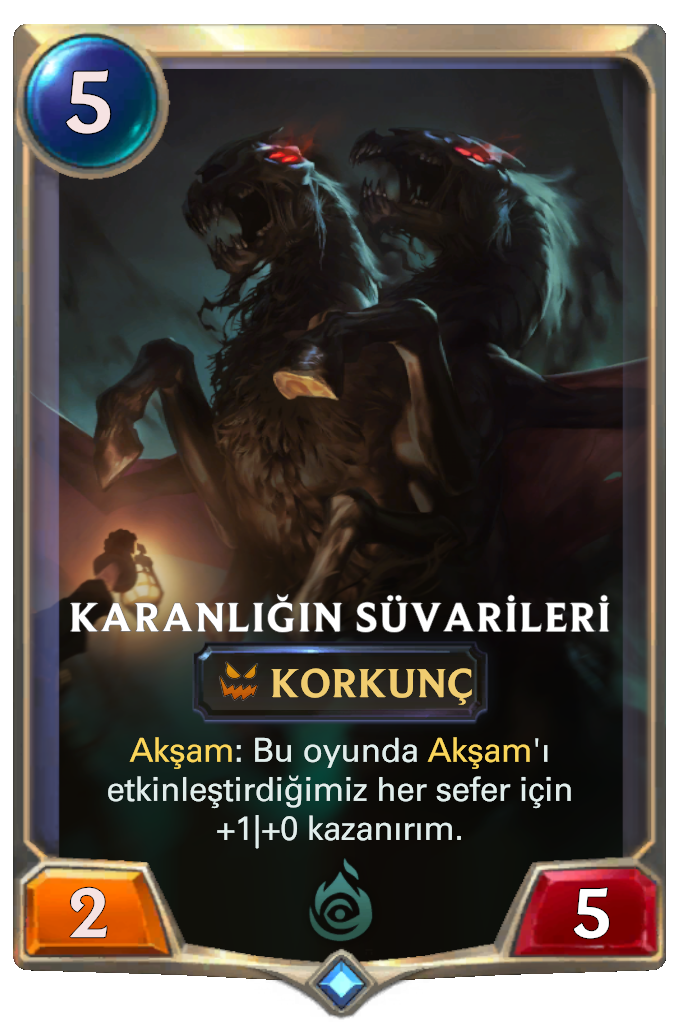 5
KARANLIĞIN SÜVARİLERİ
KORKUNÇ
Akşam: Bu oyunda Akşam'ı
etkinleştirdiğimiz her sefer için
+1|+0 kazanırım.
2
5